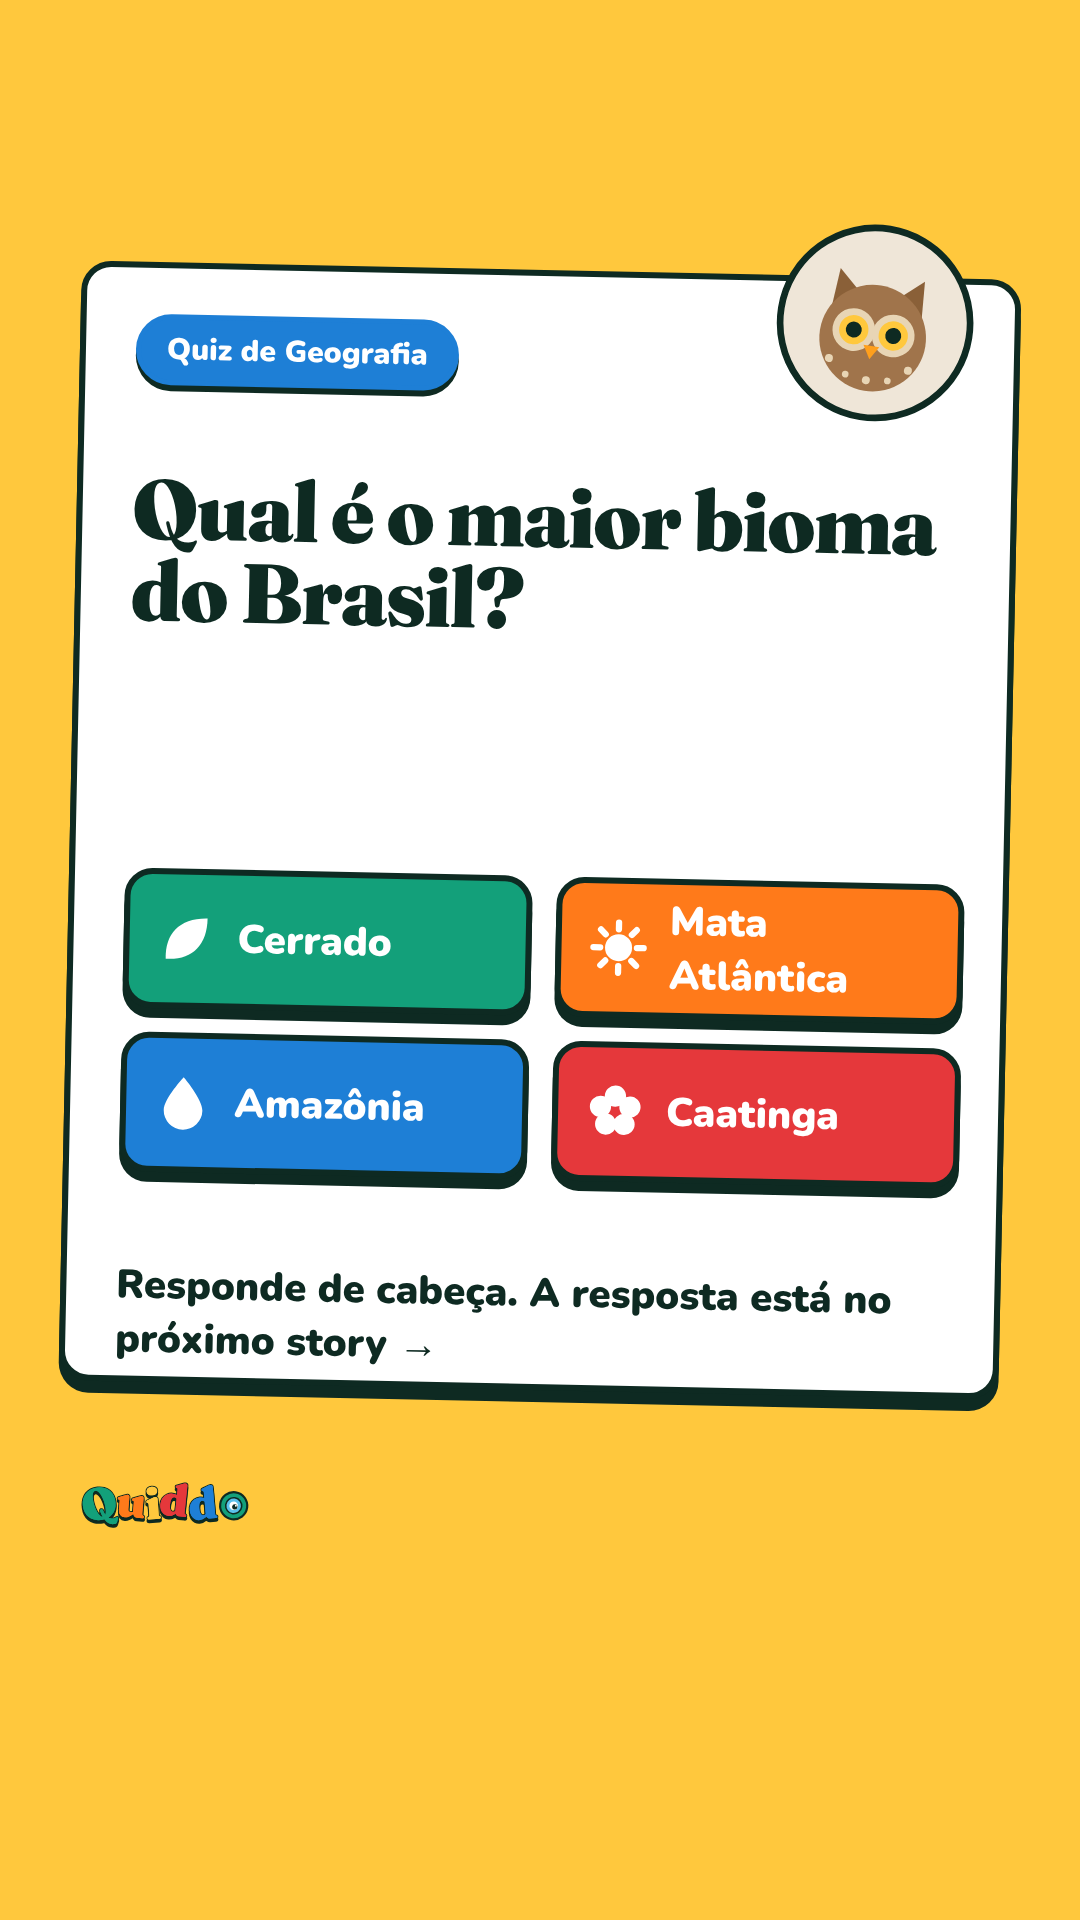 Quiz de Geografia
Qual é o maior bioma
do Brasil?
Cerrado
Mata
Atlântica
Amazônia
Caatinga
Responde de cabeça. A resposta está no
próximo story →
Quiddo